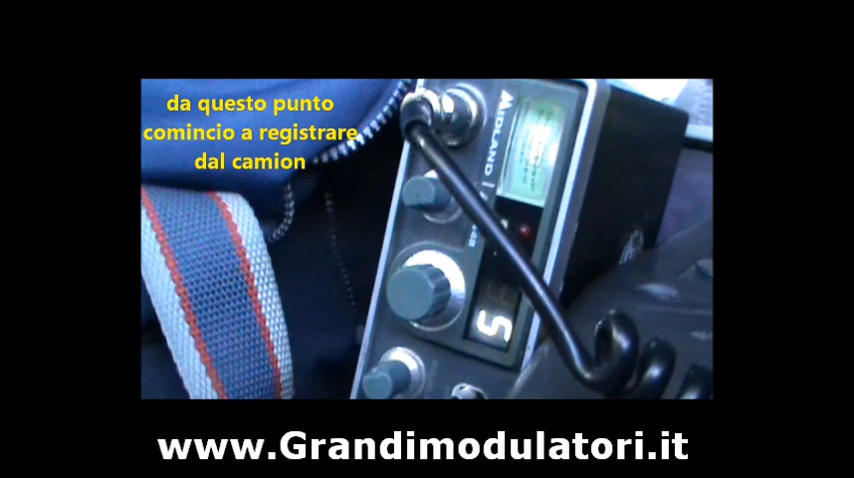 da questo punto
comincio a registrare
dal camion
MIDLAND
5
www.Grandimodulatori.it